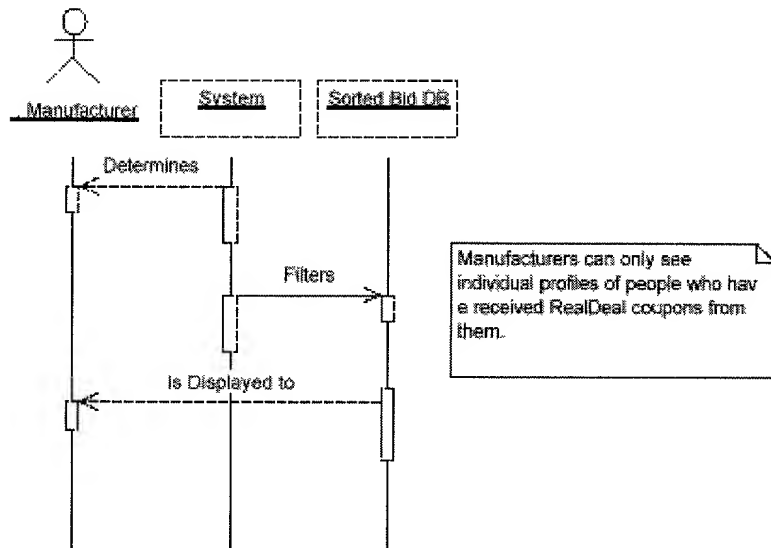 . Manufacturer
System
Sorted Bid DB
Determines
Filters
Manufacturers can only see
individual profiles of people who hav
e received RealDeal coupons from
them.
Is Displayed to